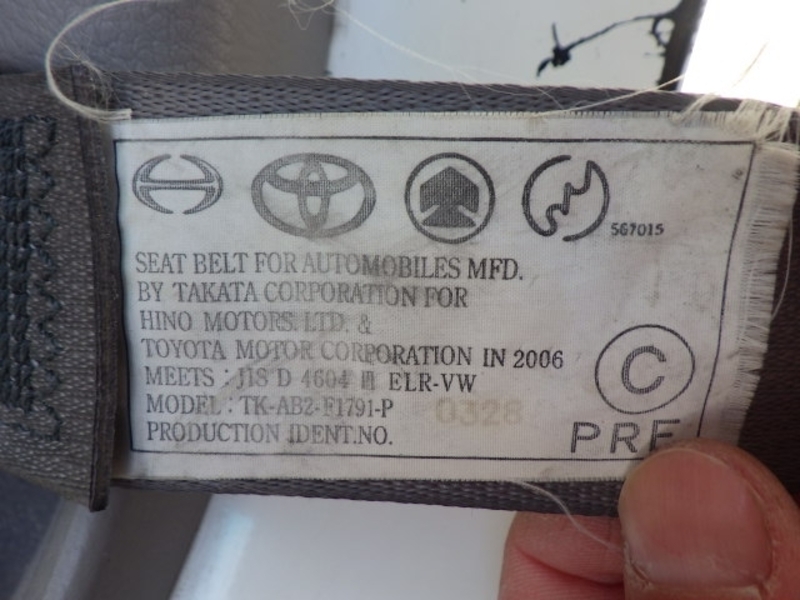 567015
SEAT BELT FOR AUTOMOBILES MFD.
BY TAKATA CORPORATION FOR
HINO MOTORS. LTD. &
TOYOTA MOTOR CORPORATION IN 2006
MEETS : JIS D 4604 Ⅲ ELR-VW
MODEL : TK-AB2-F1791-P
0328
PRODUCTION IDENT.NO.
C
PRE